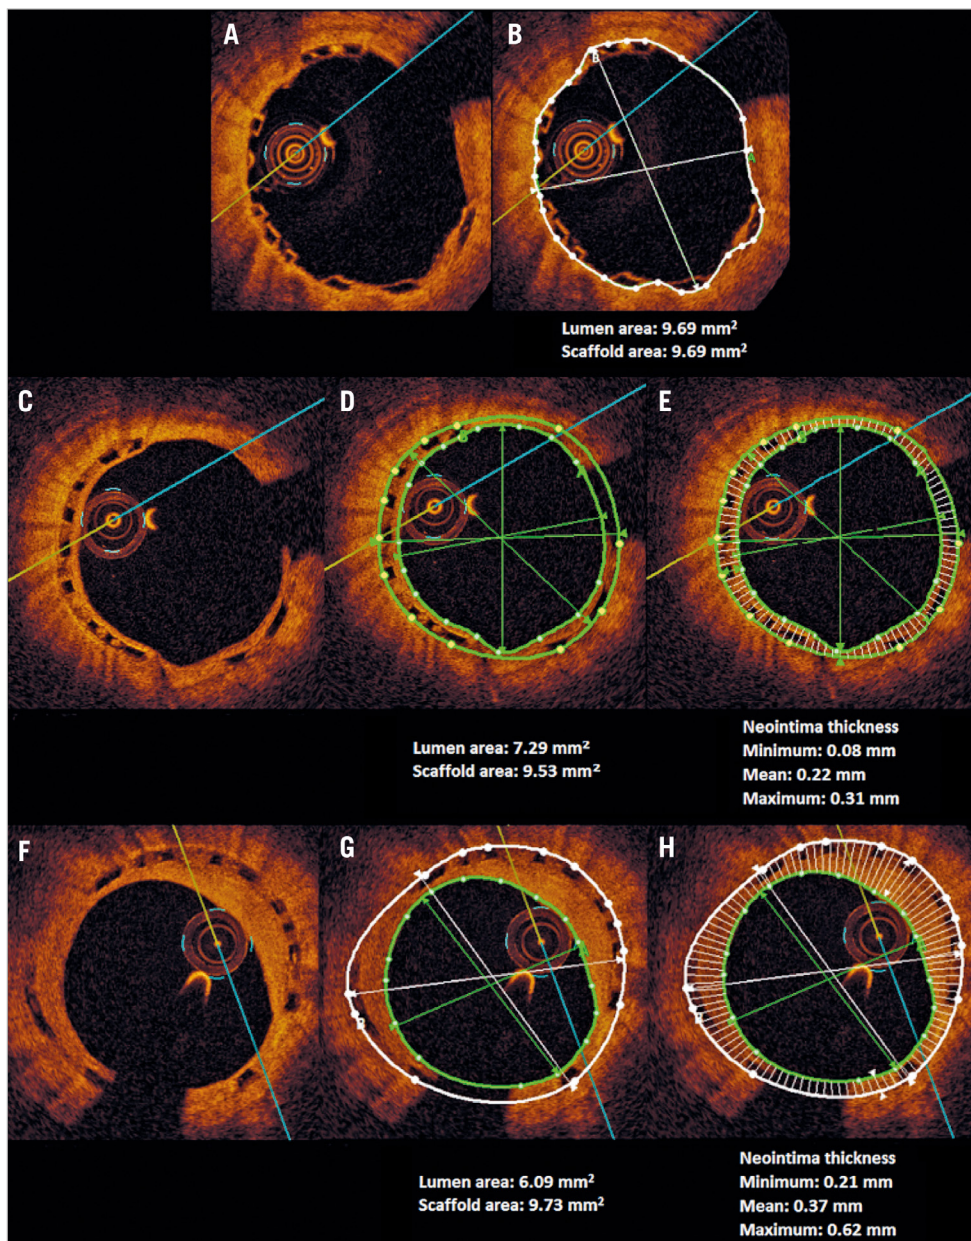 A
B
B
A
Lumen area: 9.69 mm²
Scaffold area: 9.69 mm²
C
D
E
Lumen area: 7.29 mm²
Scaffold area: 9.53 mm²
Neointima thickness
Minimum: 0.08 mm
Mean: 0.22 mm
Maximum: 0.31 mm
F
G
H
Lumen area: 6.09 mm²
Scaffold area: 9.73 mm²
Neointima thickness
Minimum: 0.21 mm
Mean: 0.37 mm
Maximum: 0.62 mm